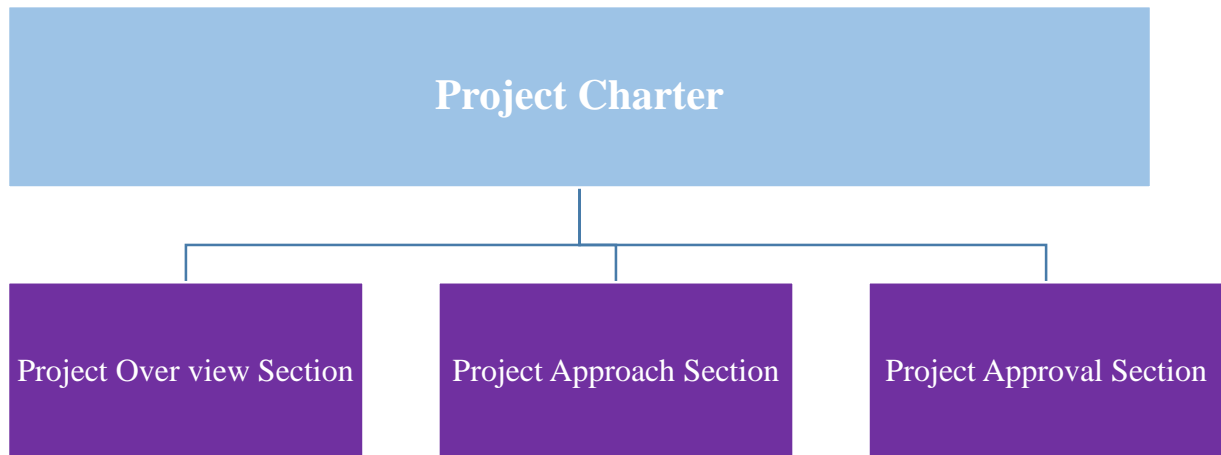 Project Charter
Project Over view Section
Project Approach Section
Project Approval Section